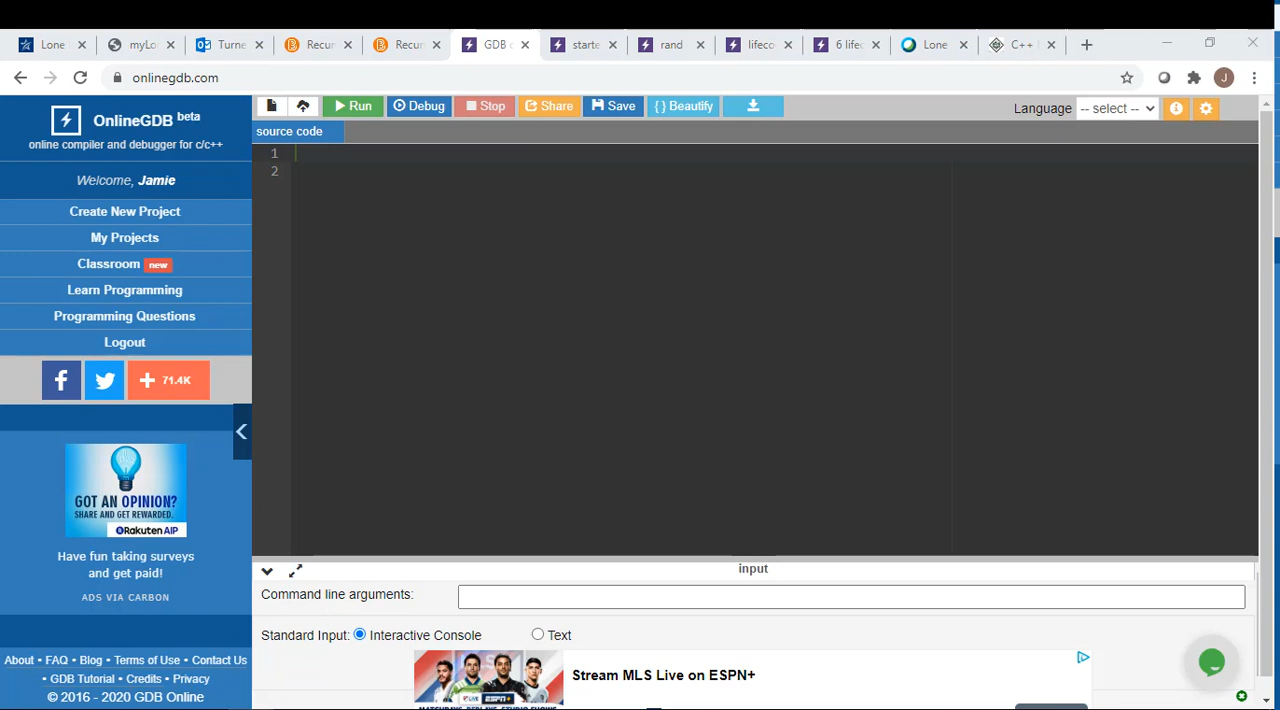 Lone
myLo
Turne
Recur
Recur
GDB
starte
rand
lifeco
6 lifec
Lone
C++
onlinegdb.com
J
OnlineGDB beta
online compiler and debugger for c/c++
Welcome, Jamie
Create New Project
My Projects
Classroom new
Learn Programming
Programming Questions
Logout
f + 71.4K
GOT AN OPINION?
SHARE AND GET REWARDED.
Rakuten AIP
Have fun taking surveys
and get paid!
ADS VIA CARBON
About • FAQ • Blog • Terms of Use • Contact Us
• GDB Tutorial • Credits • Privacy
© 2016 - 2020 GDB Online
Run Debug Stop Share Save { } Beautify
Language -- select --
source code
1
2
input
Command line arguments:
Standard Input: Interactive Console Text
LIVE ESPN+
Stream MLS Live on ESPN+